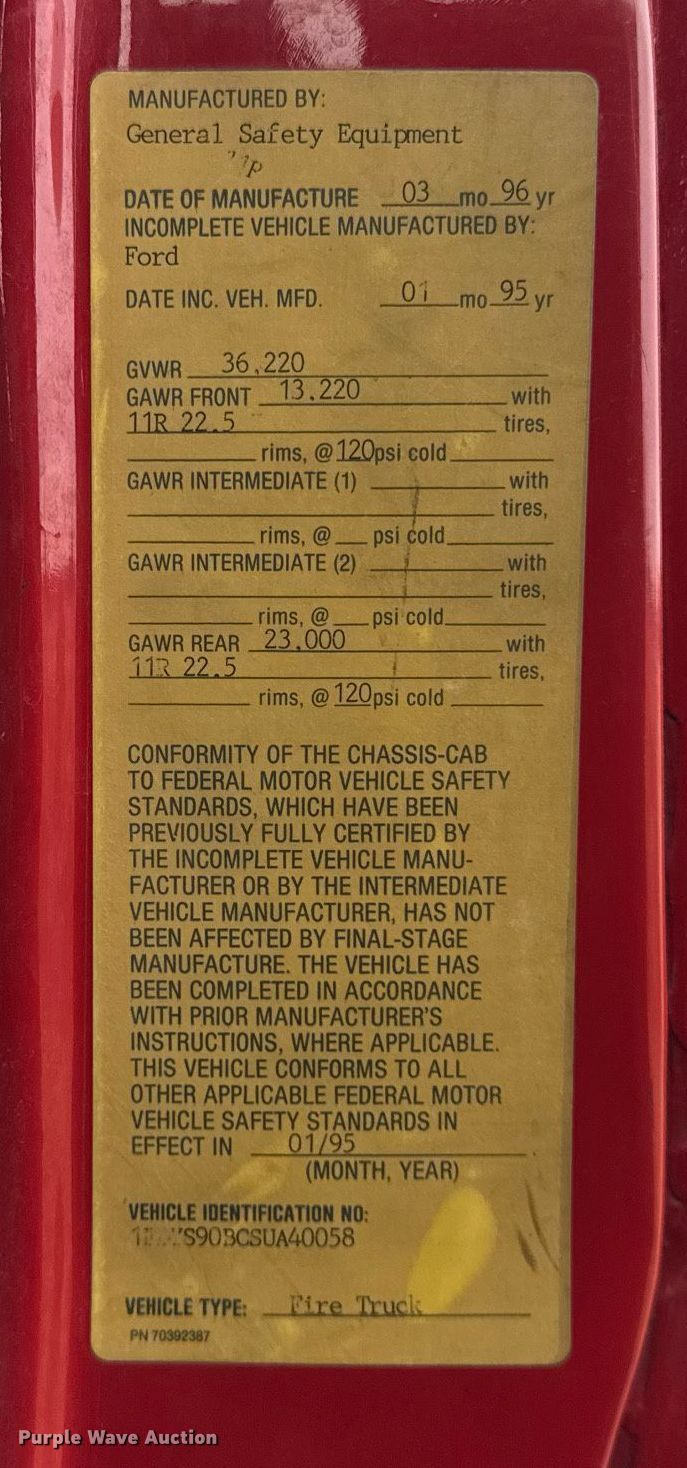 MANUFACTURED BY:
General Safety Equipment
DATE OF MANUFACTURE 03 mo 96 yr
INCOMPLETE VEHICLE MANUFACTURED BY:
Ford
DATE INC. VEH. MFD. 01 mo 95 yr
GVWR 36,220
GAWR FRONT 13,220 with
11R 22.5 tires,
rims, @ 120psi cold
GAWR INTERMEDIATE (1) with
tires,
rims, @ psi cold
GAWR INTERMEDIATE (2) with
tires,
rims, @ psi cold
GAWR REAR 23,000 with
11R 22.5 tires,
rims, @ 120psi cold
CONFORMITY OF THE CHASSIS-CAB
TO FEDERAL MOTOR VEHICLE SAFETY
STANDARDS, WHICH HAVE BEEN
PREVIOUSLY FULLY CERTIFIED BY
THE INCOMPLETE VEHICLE MANU-
FACTURER OR BY THE INTERMEDIATE
VEHICLE MANUFACTURER, HAS NOT
BEEN AFFECTED BY FINAL-STAGE
MANUFACTURE. THE VEHICLE HAS
BEEN COMPLETED IN ACCORDANCE
WITH PRIOR MANUFACTURER'S
INSTRUCTIONS, WHERE APPLICABLE.
THIS VEHICLE CONFORMS TO ALL
OTHER APPLICABLE FEDERAL MOTOR
VEHICLE SAFETY STANDARDS IN
EFFECT IN 01/95
(MONTH, YEAR)
VEHICLE IDENTIFICATION NO:
VEHICLE TYPE: Fire Truck
PN 70392387
Purple Wave Auction